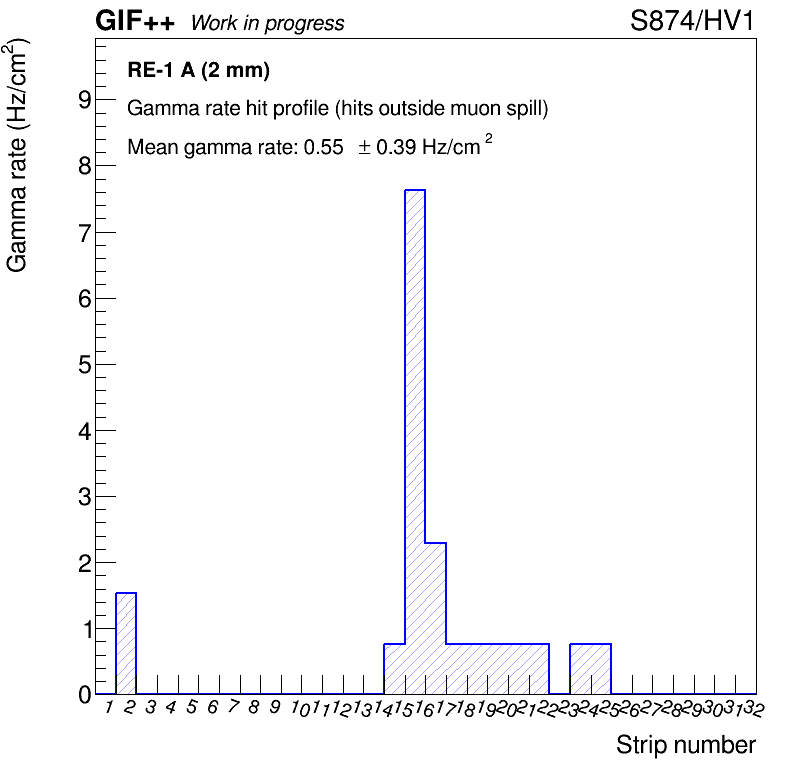 GIF++ Work in progress S874/HV1
RE-1 A (2 mm)
Gamma rate hit profile (hits outside muon spill)
Mean gamma rate: 0.55 ± 0.39 Hz/cm²
Gamma rate (Hz/cm²)
9
8
7
6
5
4
3
2
1
0
1 2 3 4 5 6 7 8 9 10 11 12 13 14 15 16 17 18 19 20 21 22 23 24 25 26 27 28 29 30 31 32
Strip number